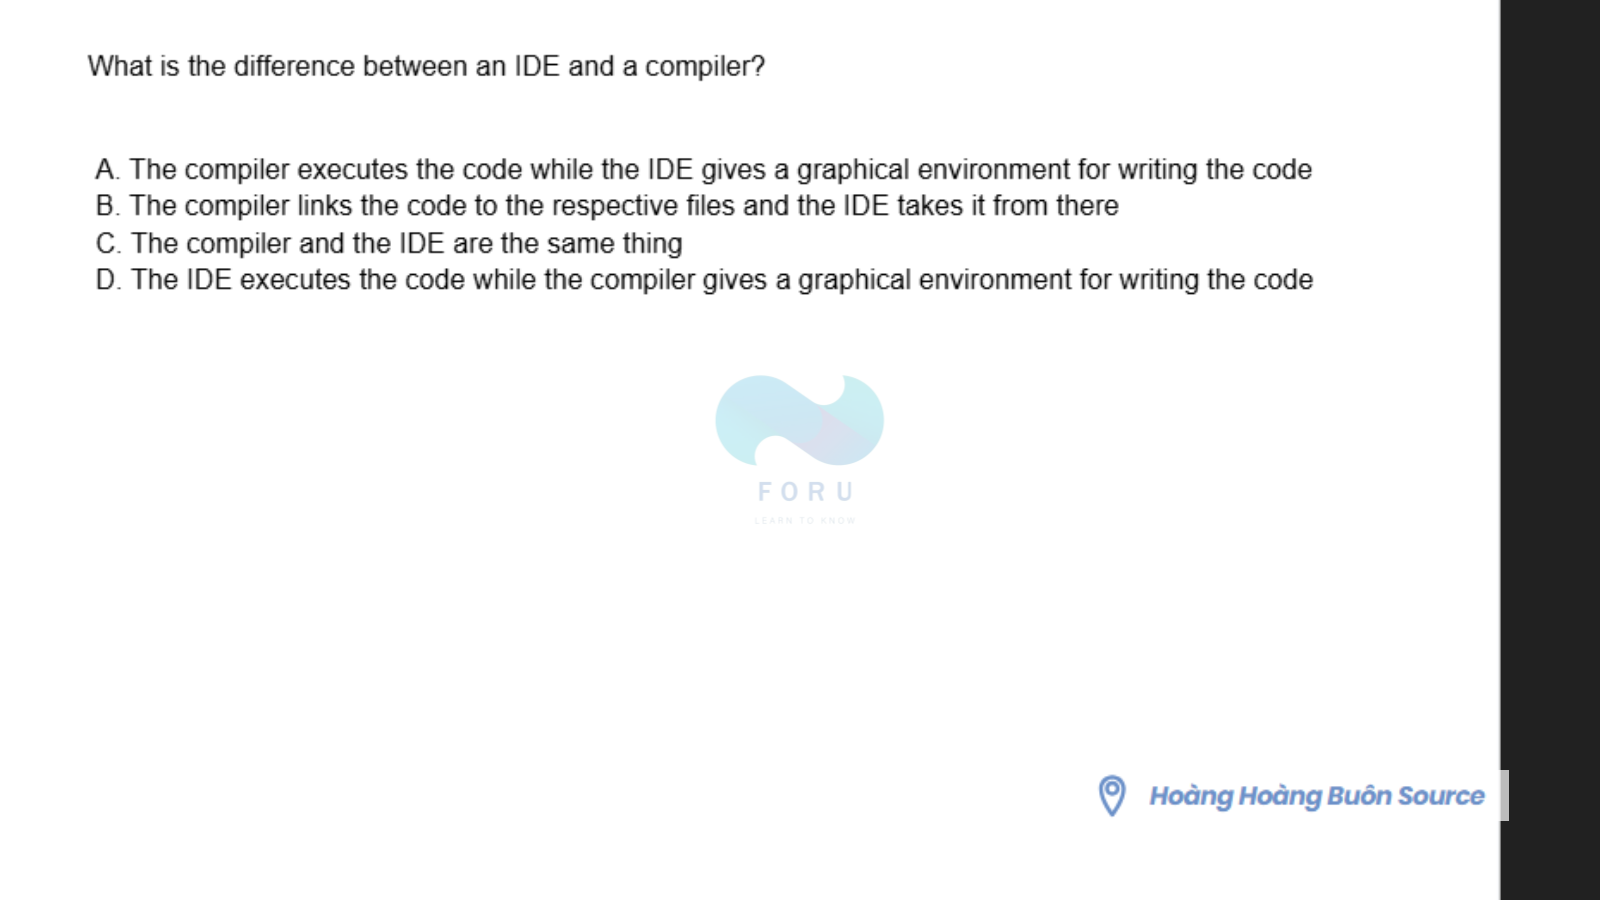 What is the difference between an IDE and a compiler?
A. The compiler executes the code while the IDE gives a graphical environment for writing the code
B. The compiler links the code to the respective files and the IDE takes it from there
C. The compiler and the IDE are the same thing
D. The IDE executes the code while the compiler gives a graphical environment for writing the code
FORU
LEARN TO KNOW
Hoàng Hoàng Buôn Source